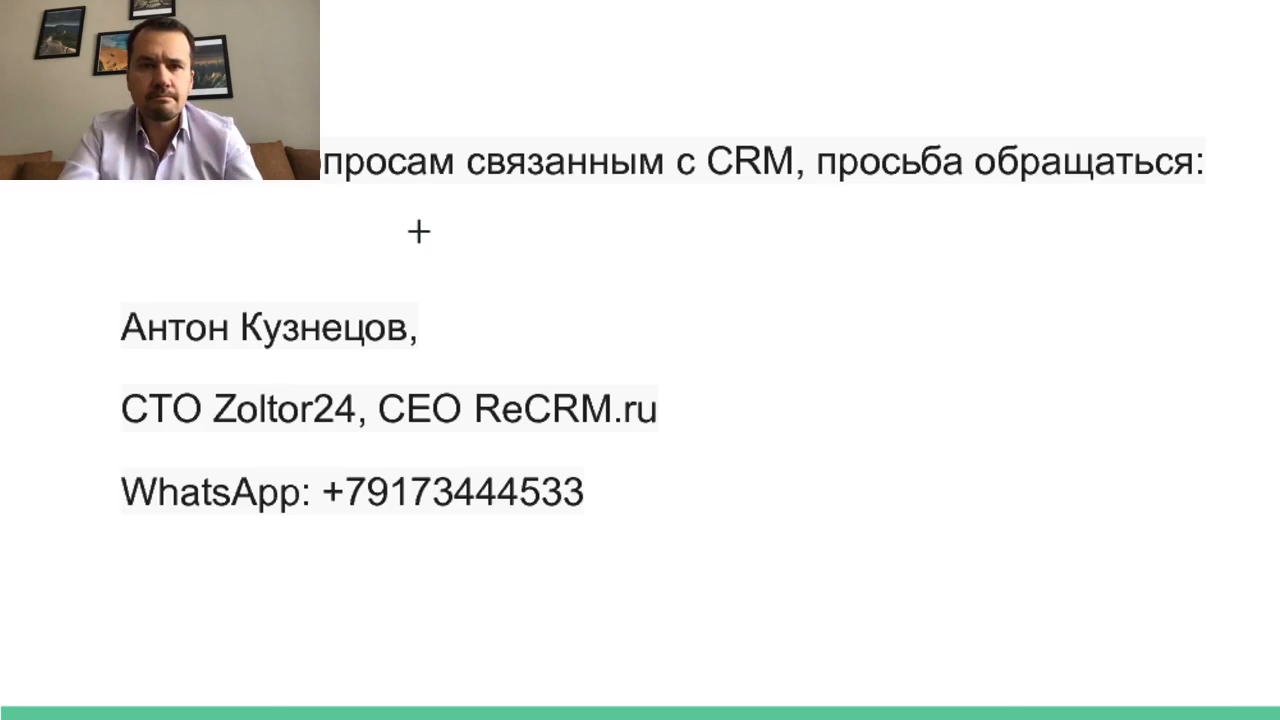 просам связанным с CRM, просьба обращаться:
Антон Кузнецов,
CTO Zoltor24, CEO ReCRM.ru
WhatsApp: +79173444533